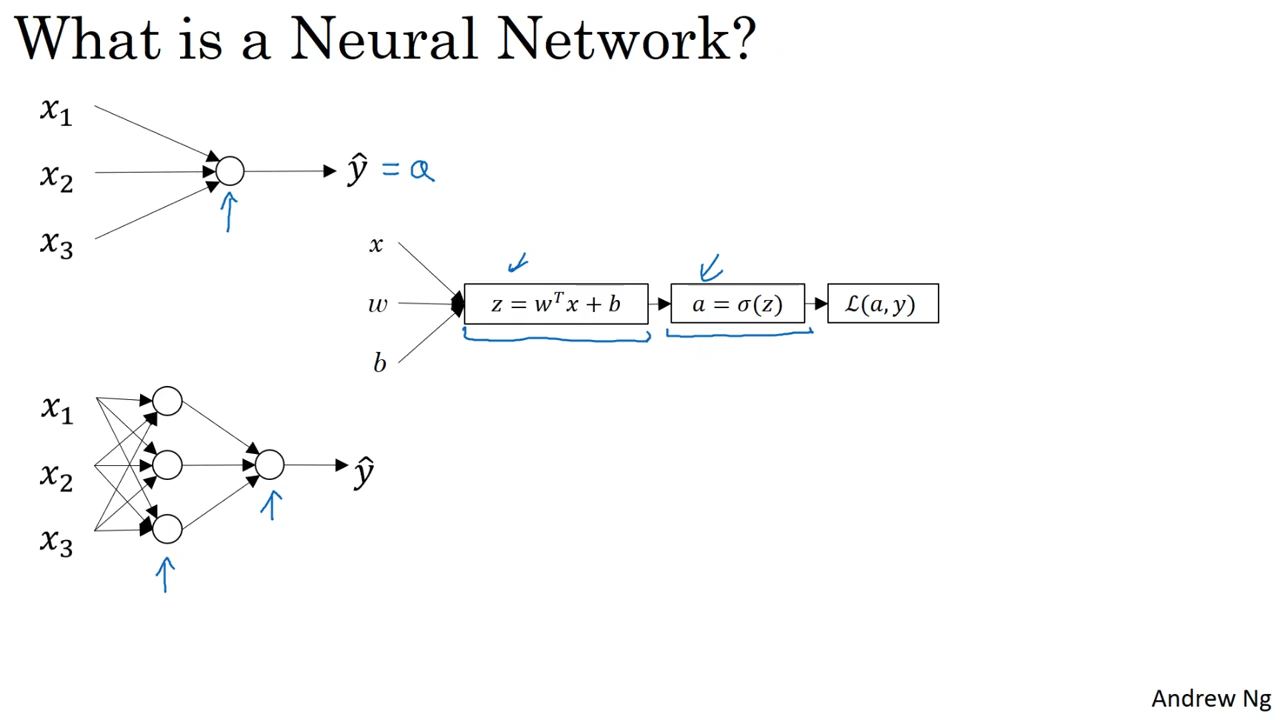 What is a Neural Network?
x₁
x₂
x₃
ŷ = a
x
w
b
z = wᵀx + b
a = σ(z)
ℒ(a, y)
x₁
x₂
x₃
ŷ
Andrew Ng